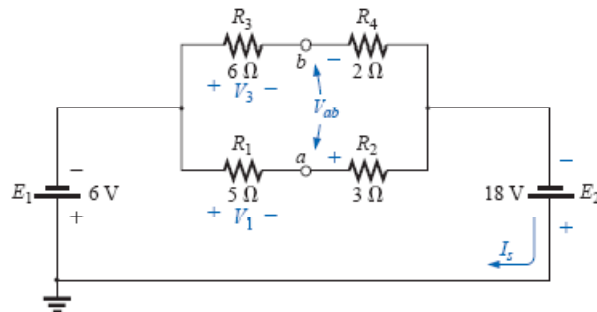 R3 R4
b −
6 Ω 2 Ω
+ V3 −
Vab
R1 a + R2
5 Ω 3 Ω
+ V1 −
− −
E1 6 V 18 V E2
+ +
Is